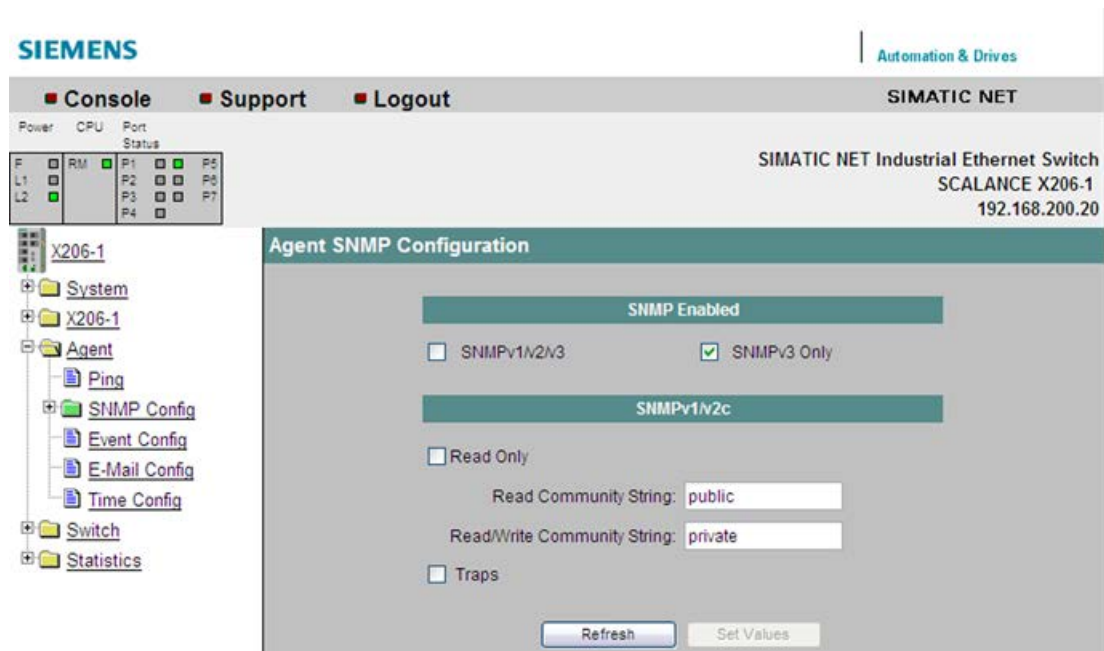 SIEMENS
Automation & Drives
Console Support Logout SIMATIC NET
Power CPU Port Status
F RM P1 P5
L1 P2 P6
L2 P3 P7
P4
SIMATIC NET Industrial Ethernet Switch
SCALANCE X206-1
192.168.200.20
X206-1
System
X206-1
Agent
Ping
SNMP Config
Event Config
E-Mail Config
Time Config
Switch
Statistics
Agent SNMP Configuration
SNMP Enabled
SNMPv1/v2/v3 SNMPv3 Only
SNMPv1/v2c
Read Only
Read Community String: public
Read/Write Community String: private
Traps
Refresh Set Values